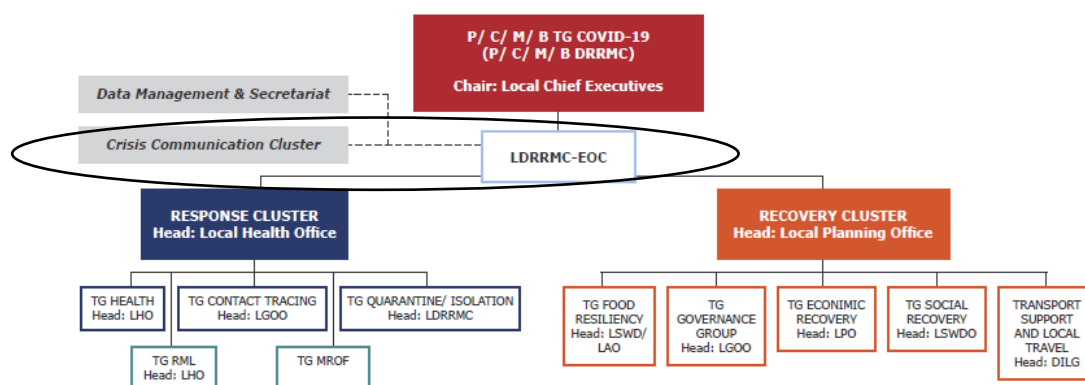 P/ C/ M/ B TG COVID-19
(P/ C/ M/ B DRRMC)
Chair: Local Chief Executives
Data Management & Secretariat
Crisis Communication Cluster
LDRRMC-EOC
RESPONSE CLUSTER
Head: Local Health Office
RECOVERY CLUSTER
Head: Local Planning Office
TG HEALTH
Head: LHO
TG CONTACT TRACING
Head: LGOO
TG QUARANTINE/ ISOLATION
Head: LDRRMC
TG RML
Head: LHO
TG MROF
TG FOOD
RESILIENCY
Head: LSWD/
LAO
TG
GOVERNANCE
GROUP
Head: LGOO
TG ECONIMIC
RECOVERY
Head: LPO
TG SOCIAL
RECOVERY
Head: LSWDO
TRANSPORT
SUPPORT
AND LOCAL
TRAVEL
Head: DILG